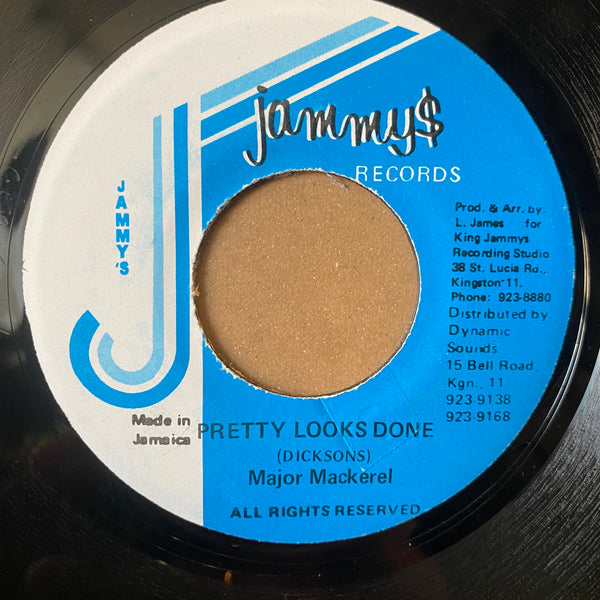 jammy$
RECORDS
JAMMY'S
Prod. & Arr. by
L. James for
King Jammys
Recording Studio
38 St. Lucia Rd.,
Kingston 11.
Phone: 923-8880
Distributed by
Dynamic
Sounds
15 Bell Road,
Kgn., 11
923-9138
923-9168
Made in
Jamaica
PRETTY LOOKS DONE
(DICKSONS)
Major Mackerel
ALL RIGHTS RESERVED